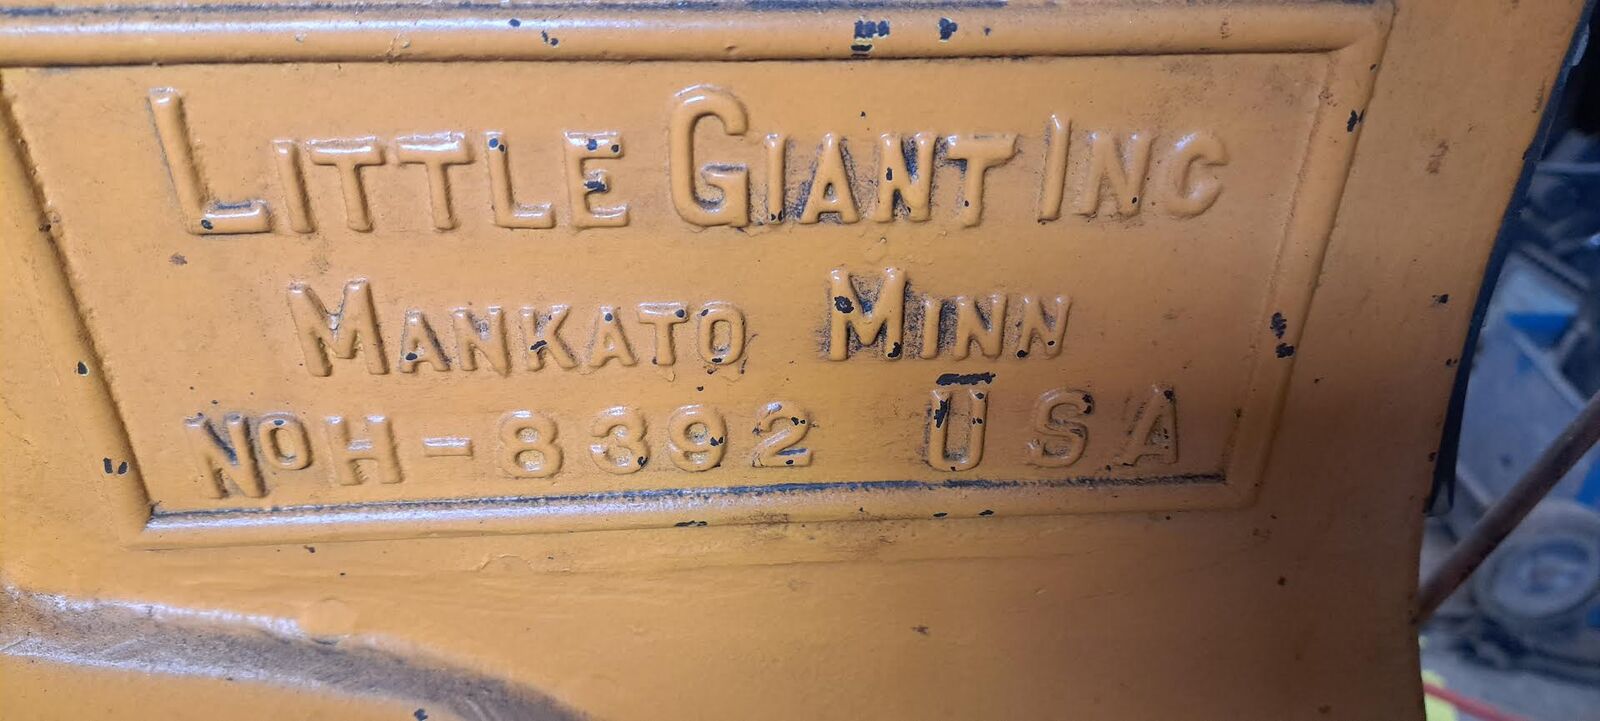 LITTLE GIANT INC
MANKATO MINN
NO H-8392 USA